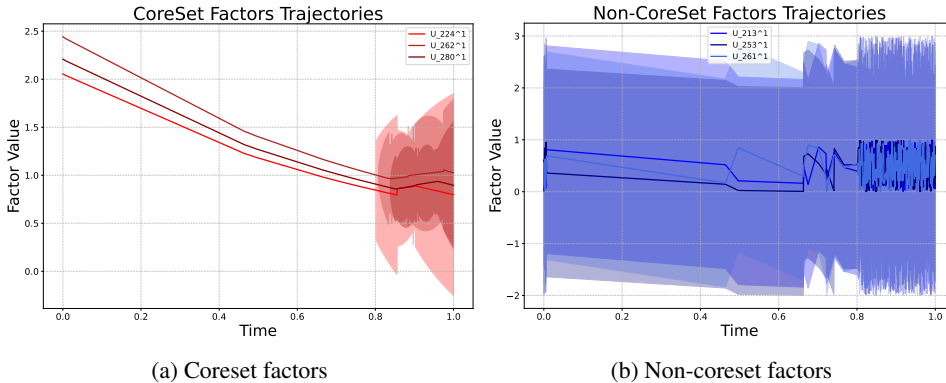 CoreSet Factors Trajectories
U_224^1
U_262^1
U_280^1
Factor Value
2.5
2.0
1.5
1.0
0.5
0.0
0.0 0.2 0.4 0.6 0.8 1.0
Time
(a) Coreset factors
Non-CoreSet Factors Trajectories
U_213^1
U_253^1
U_261^1
Factor Value
3
2
1
0
−1
−2
0.0 0.2 0.4 0.6 0.8 1.0
Time
(b) Non-coreset factors